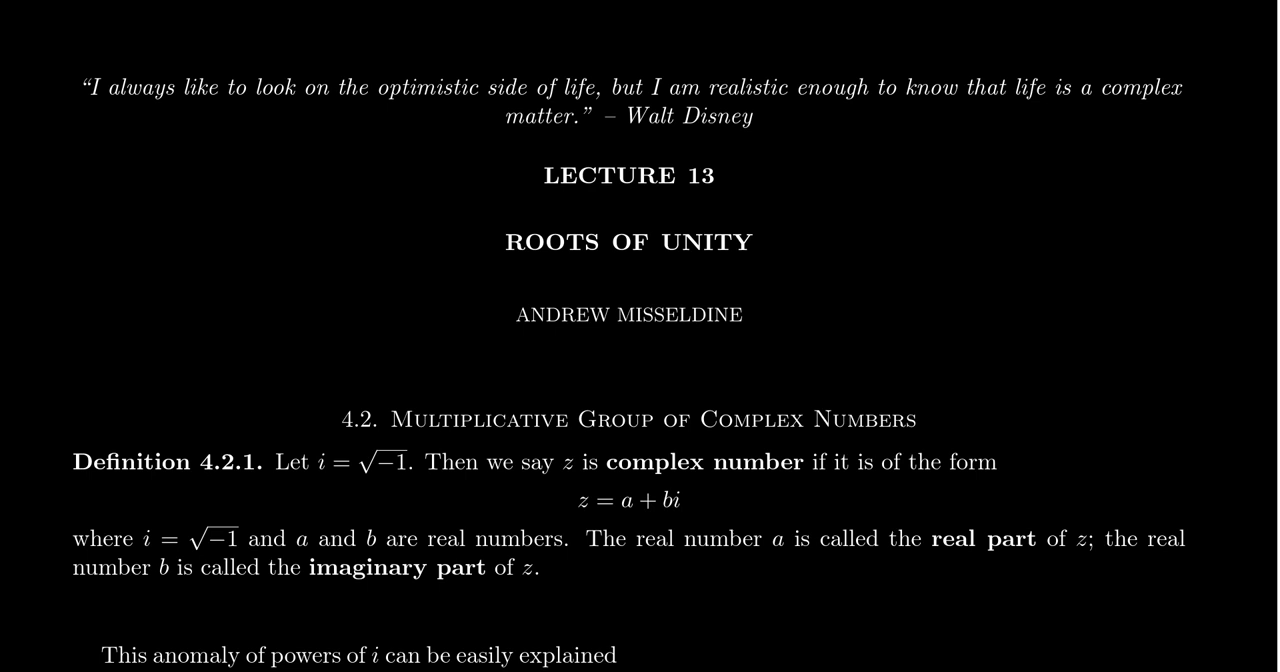 “I always like to look on the optimistic side of life, but I am realistic enough to know that life is a complex
matter.” – Walt Disney
LECTURE 13
ROOTS OF UNITY
ANDREW MISSELDINE
4.2. Multiplicative Group of Complex Numbers
Definition 4.2.1. Let i = √−1. Then we say z is complex number if it is of the form
z = a + bi
where i = √−1 and a and b are real numbers. The real number a is called the real part of z; the real
number b is called the imaginary part of z.
This anomaly of powers of i can be easily explained